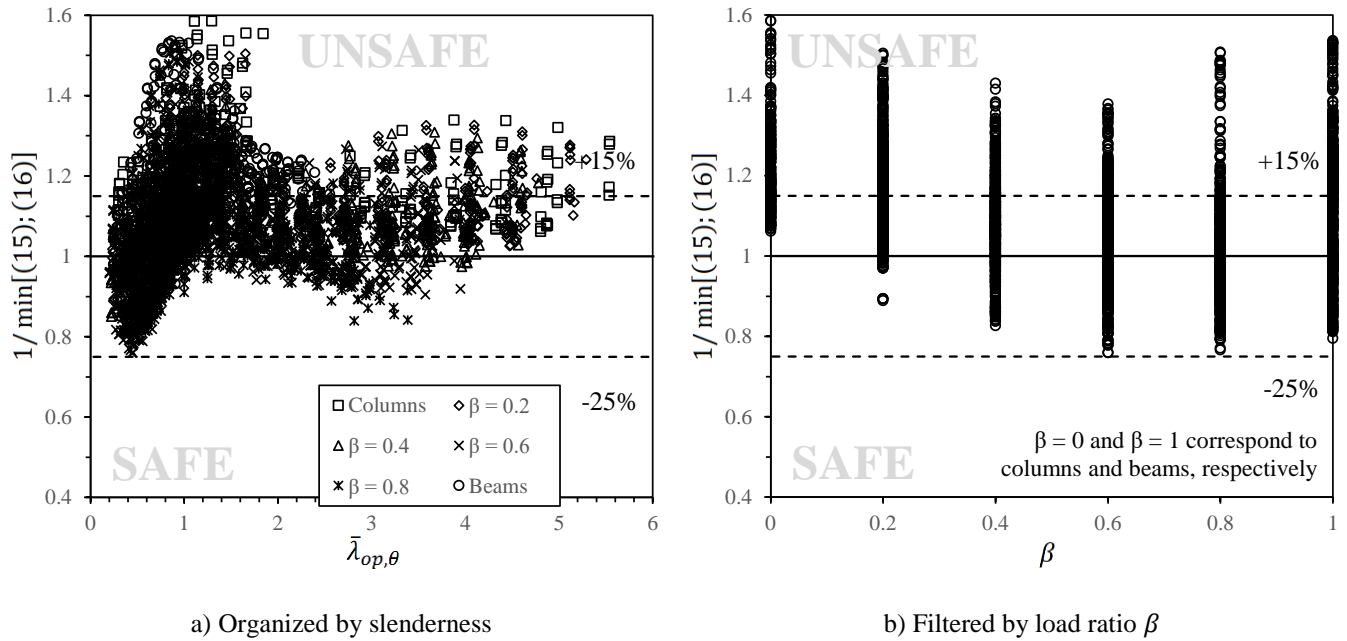 1.6
1.4
1.2
1
0.8
0.6
0.4
0 1 2 3 4 5 6
1/ min[(15); (16)]
λ̄op,θ
UNSAFE
+15%
-25%
SAFE
Columns β = 0.2
β = 0.4 β = 0.6
β = 0.8 Beams
a) Organized by slenderness
1.6
1.4
1.2
1
0.8
0.6
0.4
0 0.2 0.4 0.6 0.8 1
1/ min[(15); (16)]
β
UNSAFE
+15%
-25%
β = 0 and β = 1 correspond to
columns and beams, respectively
SAFE
b) Filtered by load ratio β